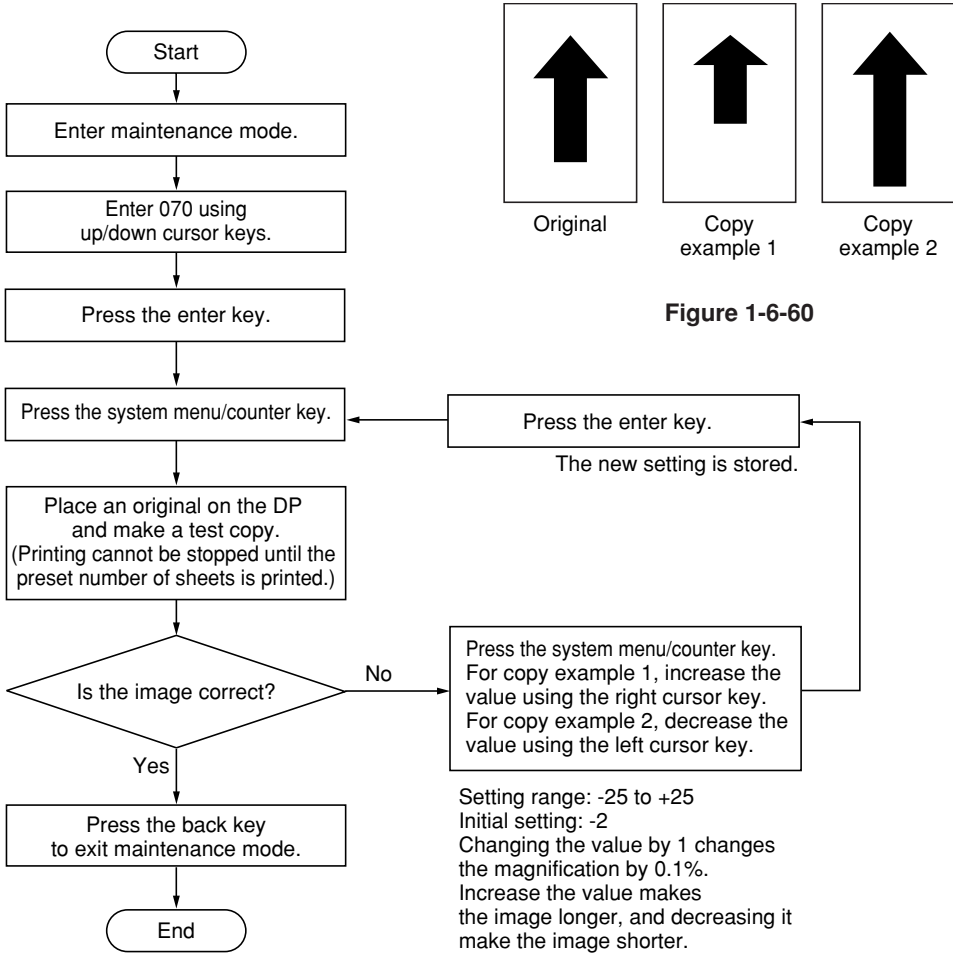 Start
Enter maintenance mode.
Enter 070 using
up/down cursor keys.
Press the enter key.
Press the system menu/counter key.
Place an original on the DP
and make a test copy.
(Printing cannot be stopped until the
preset number of sheets is printed.)
Is the image correct?
Yes
Press the back key
to exit maintenance mode.
End
No
Press the system menu/counter key.
For copy example 1, increase the
value using the right cursor key.
For copy example 2, decrease the
value using the left cursor key.
Setting range: -25 to +25
Initial setting: -2
Changing the value by 1 changes
the magnification by 0.1%.
Increase the value makes
the image longer, and decreasing it
make the image shorter.
Press the enter key.
The new setting is stored.
Original
Copy
example 1
Copy
example 2
Figure 1-6-60